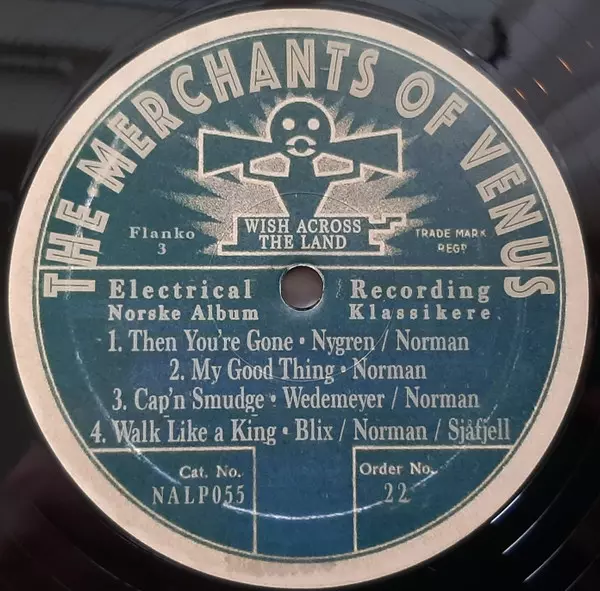 THE MERCHANTS OF VENUS
WISH ACROSS
THE LAND
Flanko
3
TRADE MARK
REGD
Electrical Recording
Norske Album Klassikere
1. Then You're Gone • Nygren / Norman
2. My Good Thing • Norman
3. Cap'n Smudge • Wedemeyer / Norman
4. Walk Like a King • Blix / Norman / Sjåfjell
Cat. No.
NALP055
Order No.
22